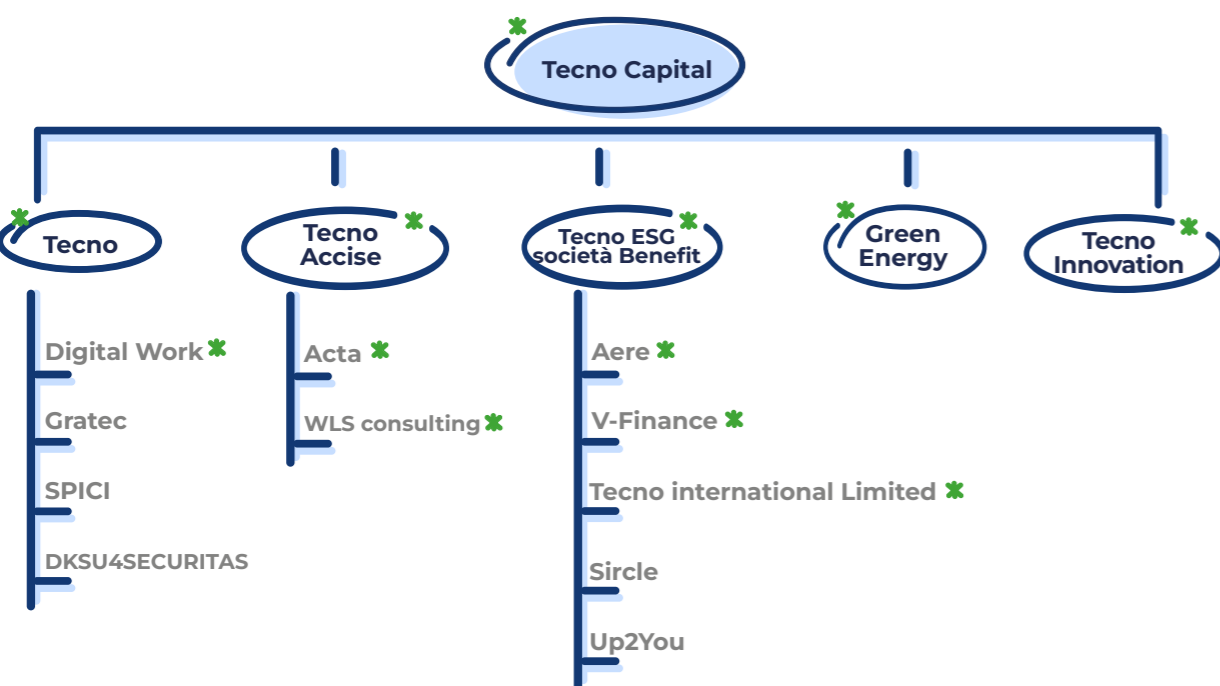 Tecno Capital
Tecno
Tecno
Accise
Tecno ESG
società Benefit
Green
Energy
Tecno
Innovation
Digital Work
Gratec
SPICI
DKSU4SECURITAS
Acta
WLS consulting
Aere
V-Finance
Tecno international Limited
Sircle
Up2You